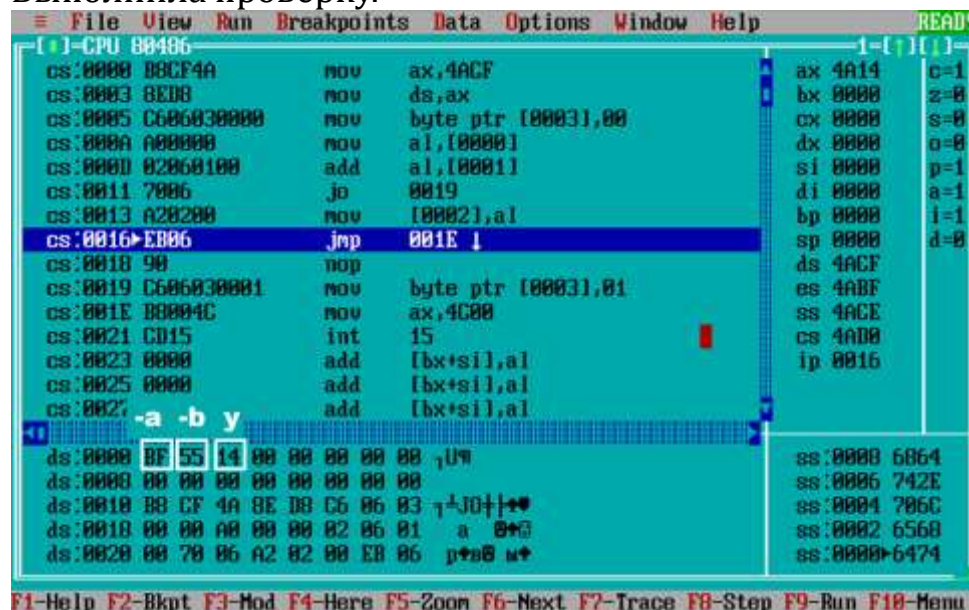 Выполнила проверку.
≡ File View Run Breakpoints Data Options Window Help READ
[■]-CPU 80486 1-[↑][↓]
cs:0000 B8CF4A mov ax,4ACF
cs:0003 8ED8 mov ds,ax
cs:0005 C606030000 mov byte ptr [0003],00
cs:000A A00000 mov al,[0000]
cs:000D 02060100 add al,[0001]
cs:0011 7006 jo 0019
cs:0013 A20200 mov [0002],al
cs:0016►EB06 jmp 001E ↓
cs:0018 90 nop
cs:0019 C606030001 mov byte ptr [0003],01
cs:001E B8004C mov ax,4C00
cs:0021 CD15 int 15
cs:0023 0000 add [bx+si],al
cs:0025 0000 add [bx+si],al
cs:0027 add [bx+si],al
-a -b y
ax 4A14 c=1
bx 0000 z=0
cx 0000 s=0
dx 0000 o=0
si 0000 p=1
di 0000 a=1
bp 0000 i=1
sp 0000 d=0
ds 4ACF
es 4ABF
ss 4ACE
cs 4AD0
ip 0016
ds:0000 BF 55 14 00 00 00 00 00 ┐U¶
ds:0008 00 00 00 00 00 00 00 00
ds:0010 B8 CF 4A 8E D8 C6 06 03
ds:0018 00 00 A0 00 00 02 06 01
ds:0020 00 70 06 A2 02 00 EB 06
ss:0008 6864
ss:0006 742E
ss:0004 706C
ss:0002 6568
ss:0000►6474
F1-Help F2-Bkpt F3-Mod F4-Here F5-Zoom F6-Next F7-Trace F8-Step F9-Run F10-Menu